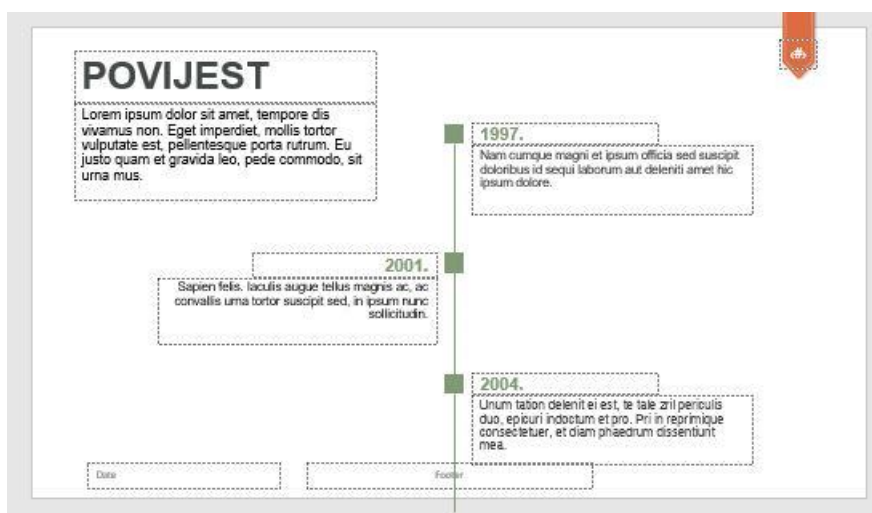 ‹#›
POVIJEST
Lorem ipsum dolor sit amet, tempore dis
vivamus non. Eget imperdiet, mollis tortor
vulputate est, pellentesque porta rutrum. Eu
justo quam et gravida leo, pede commodo, sit
urna mus.
1997.
Nam cumque magni et ipsum officia sed suscipit
doloribus id sequi laborum aut deleniti amet hic
ipsum dolore.
2001.
Sapien felis. Iaculis augue tellus magnis ac, ac
convallis urna tortor suscipit sed, in ipsum nunc
sollicitudin.
2004.
Unum tation delenit ei est, te tale zril periculis
duo, epicuri indoctum et pro. Pri in reprimique
consectetuer, et diam phaedrum dissentiunt
mea.
Date
Footer